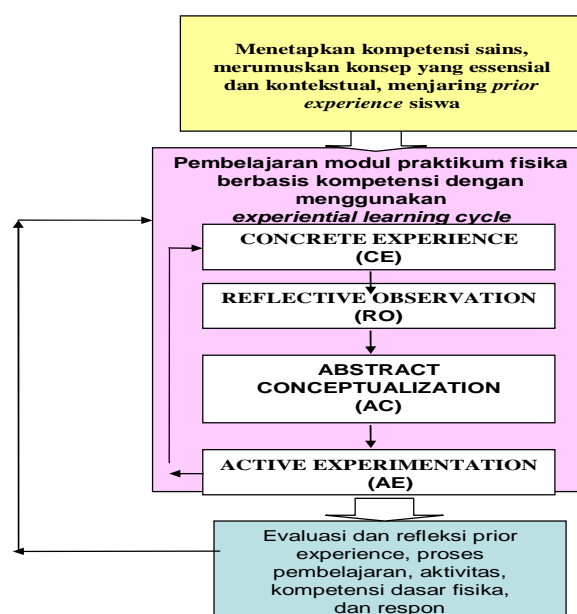 Menetapkan kompetensi sains,
merumuskan konsep yang essensial
dan kontekstual, menjaring prior
experience siswa
Pembelajaran modul praktikum fisika
berbasis kompetensi dengan
menggunakan
experiential learning cycle
CONCRETE EXPERIENCE
(CE)
REFLECTIVE OBSERVATION
(RO)
ABSTRACT
CONCEPTUALIZATION
(AC)
ACTIVE EXPERIMENTATION
(AE)
Evaluasi dan refleksi prior
experience, proses
pembelajaran, aktivitas,
kompetensi dasar fisika,
dan respon